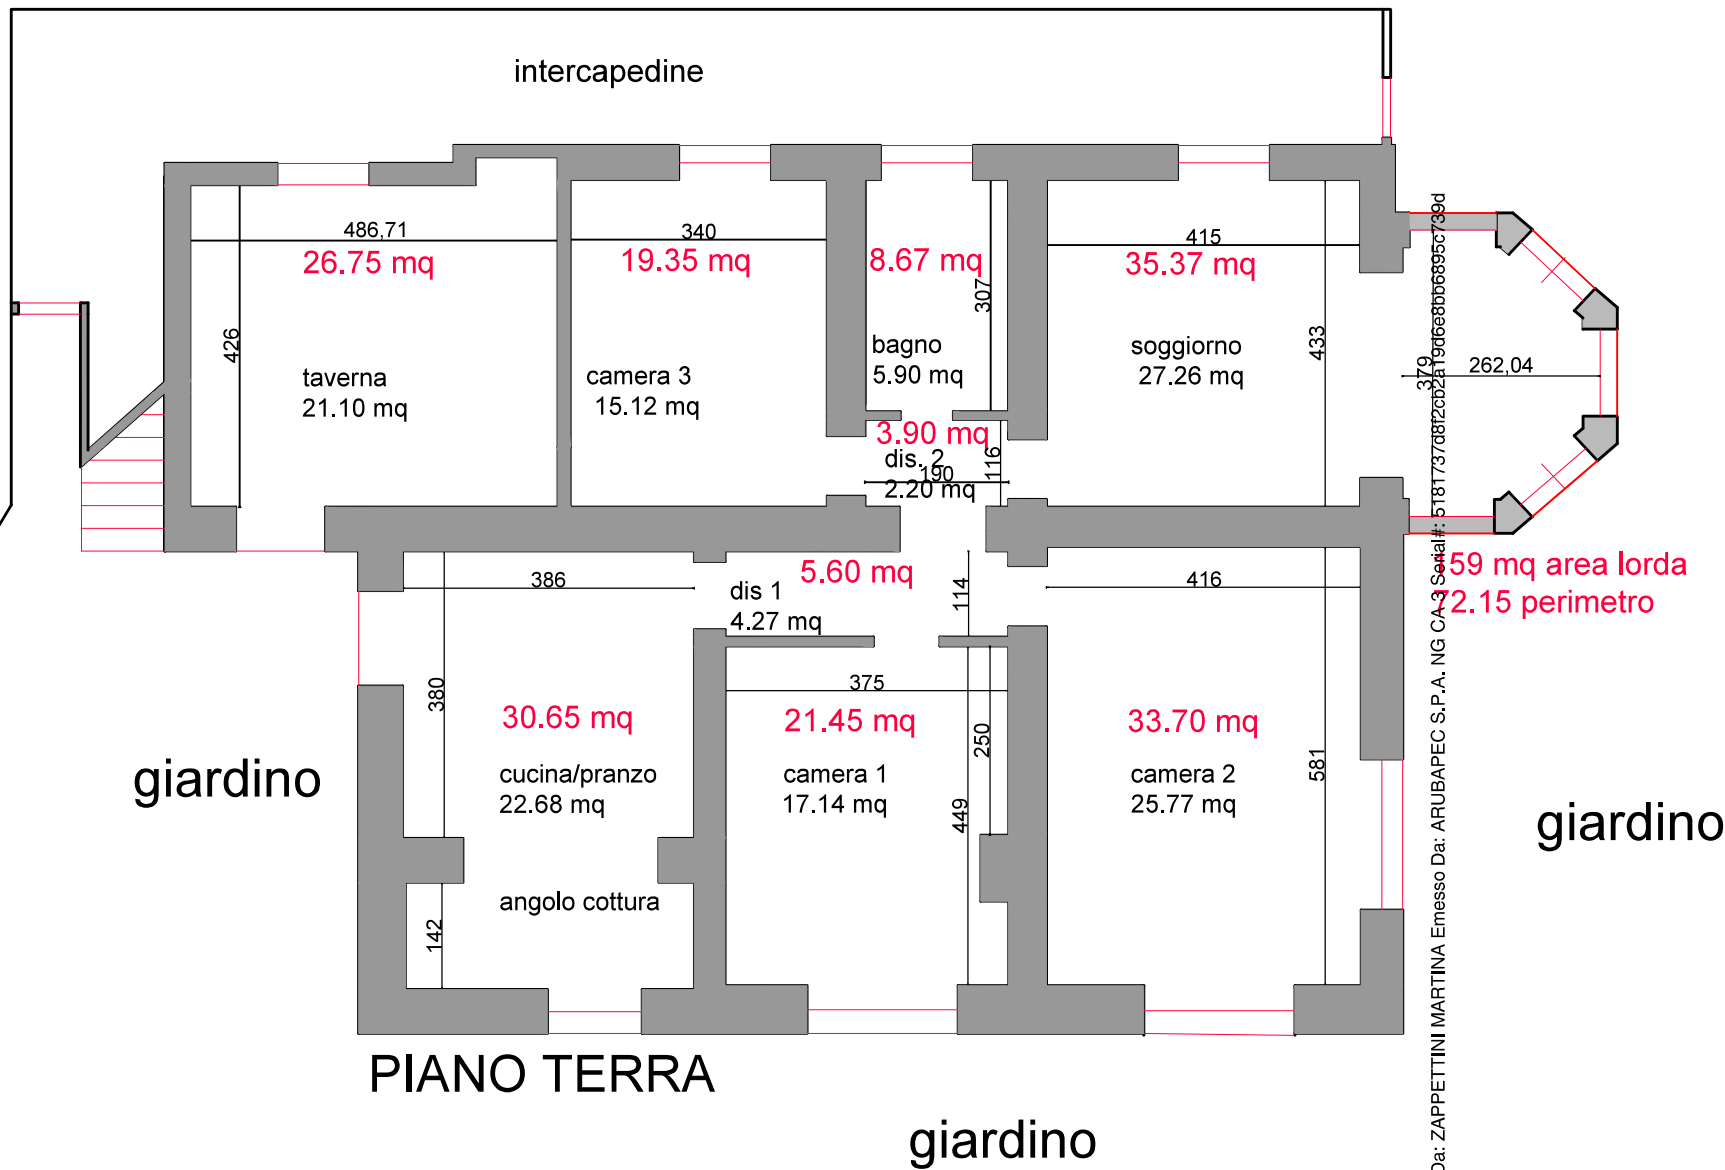 intercapedine
486,71
26.75 mq
340
19.35 mq
8.67 mq
415
35.37 mq
307
426
433
taverna
21.10 mq
camera 3
15.12 mq
bagno
5.90 mq
soggiorno
27.26 mq
379
262,04
3.90 mq
dis. 2
190
2.20 mq
116
386
5.60 mq
dis 1
4.27 mq
114
416
59 mq area lorda
72.15 perimetro
380
375
30.65 mq
21.45 mq
250
33.70 mq
581
giardino
cucina/pranzo
22.68 mq
camera 1
17.14 mq
449
camera 2
25.77 mq
giardino
angolo cottura
142
PIANO TERRA
giardino
Da: ZAPPETTINI MARTINA Emesso Da: ARUBAPEC S.P.A. NG CA 3 Serial#: 5181737d8f2cb2a19d6e8bb6895c739d